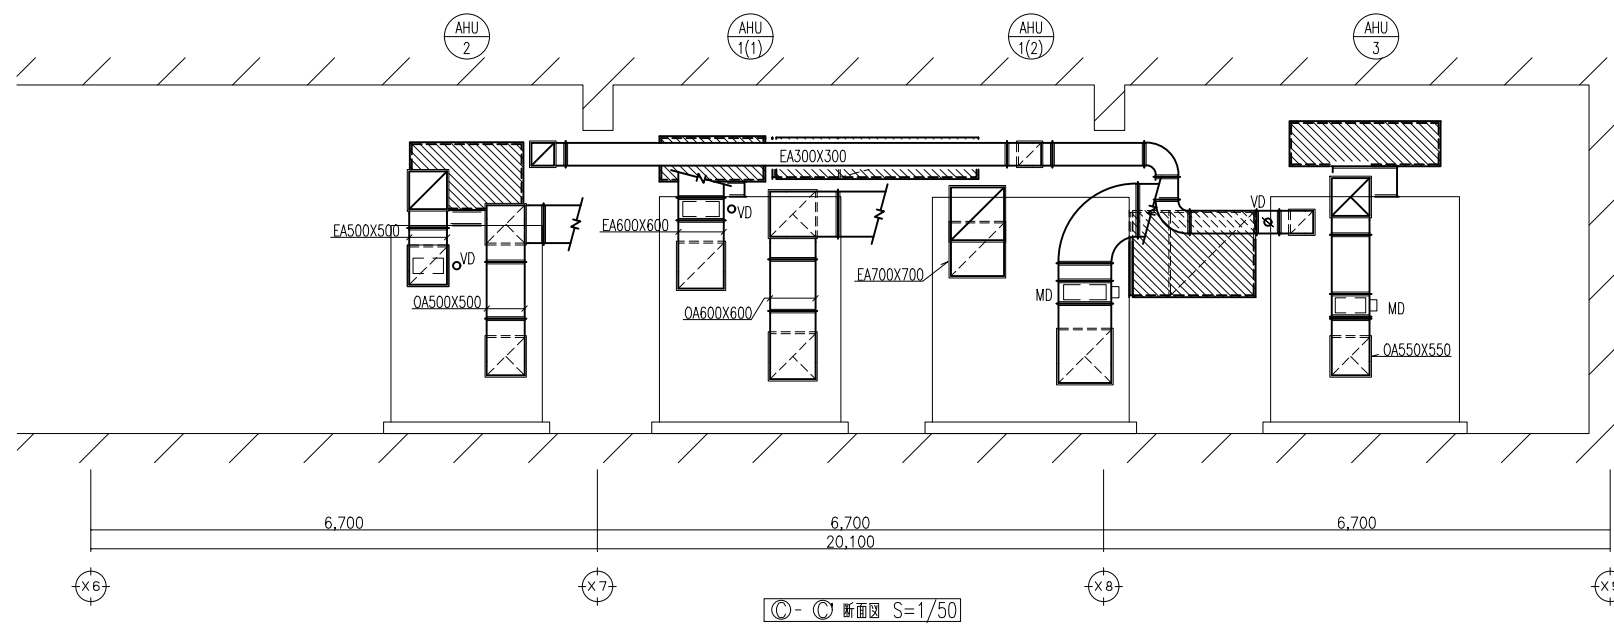 AHU
2
AHU
1(1)
AHU
1(2)
AHU
3
EA300X300
EA500X500
VD
OA500X500
EA600X600
VD
OA600X600
EA700X700
MD
VD
MD
OA550X550
6,700
6,700
6,700
20,100
X6
X7
X8
X9
Ⓒ - Ⓒ' 断面図 S=1/50